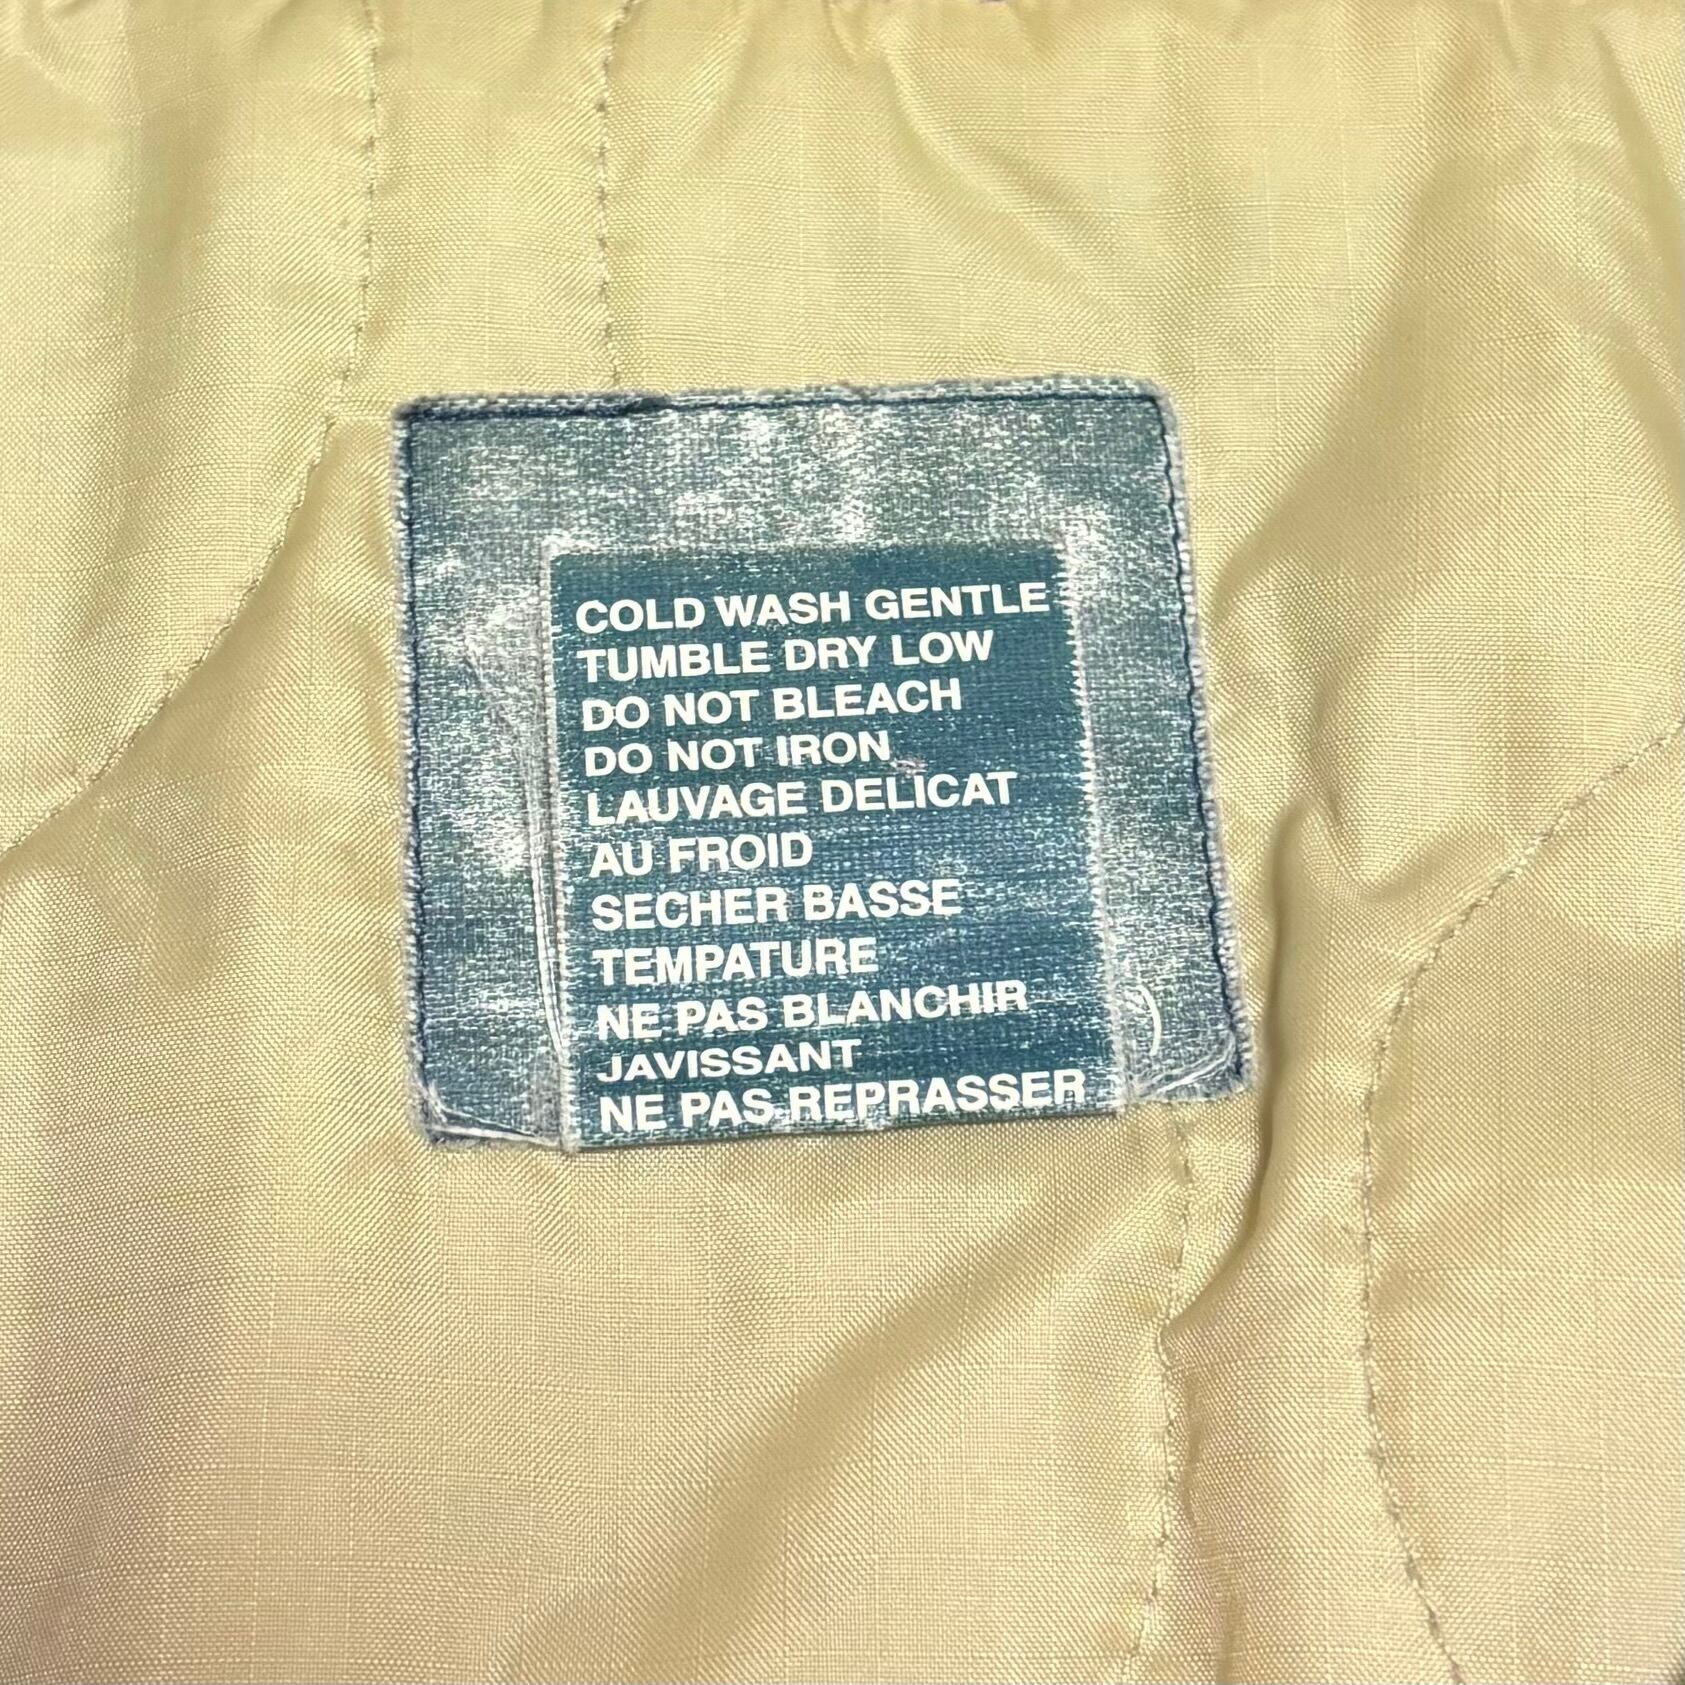 COLD WASH GENTLE
TUMBLE DRY LOW
DO NOT BLEACH
DO NOT IRON
LAUVAGE DELICAT
AU FROID
SECHER BASSE
TEMPATURE
NE PAS BLANCHIR
JAVISSANT
NE PAS REPRASSER